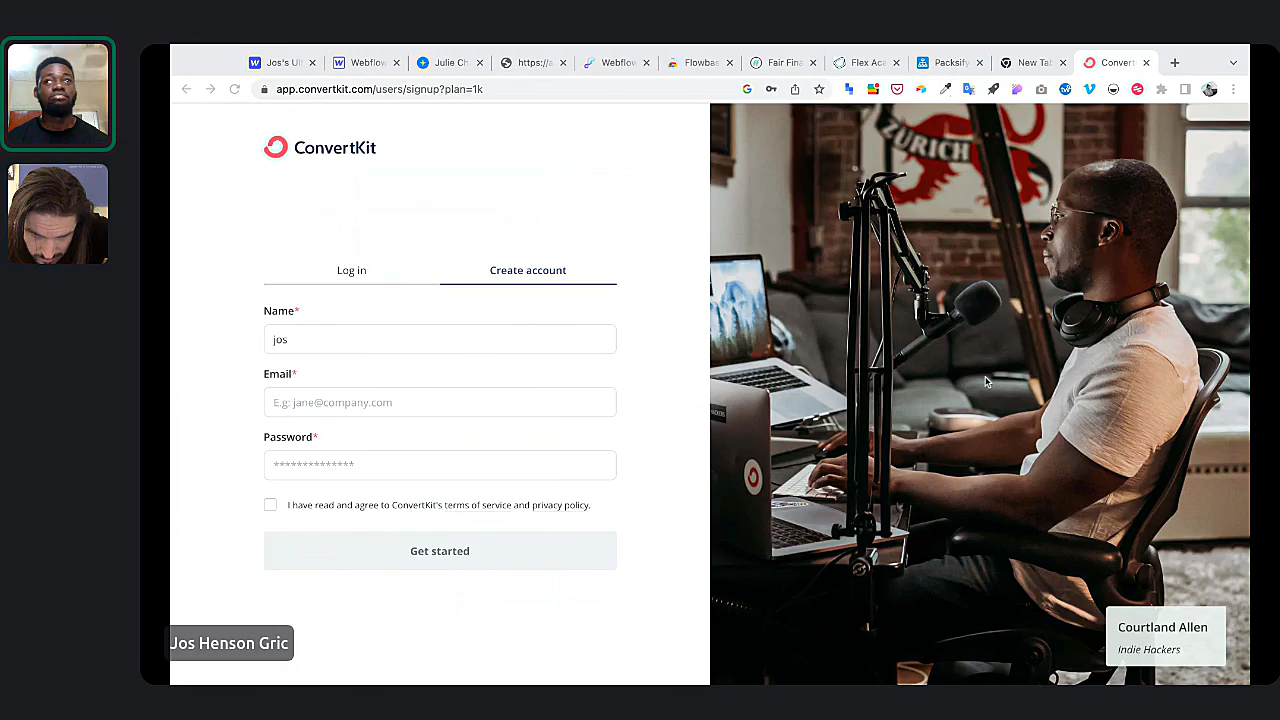 Jos's Ul
Webflow
Julie Ch
https://a
Webflow
Flowbas
Fair Fina
Flex Aca
Packsify
New Tab
Convert
app.convertkit.com/users/signup?plan=1k
ConvertKit
ZURICH
Log in
Create account
Name*
jos
Email*
E.g: jane@company.com
Password*
**************
I have read and agree to ConvertKit's terms of service and privacy policy.
Get started
Jos Henson Gric
Courtland Allen
Indie Hackers